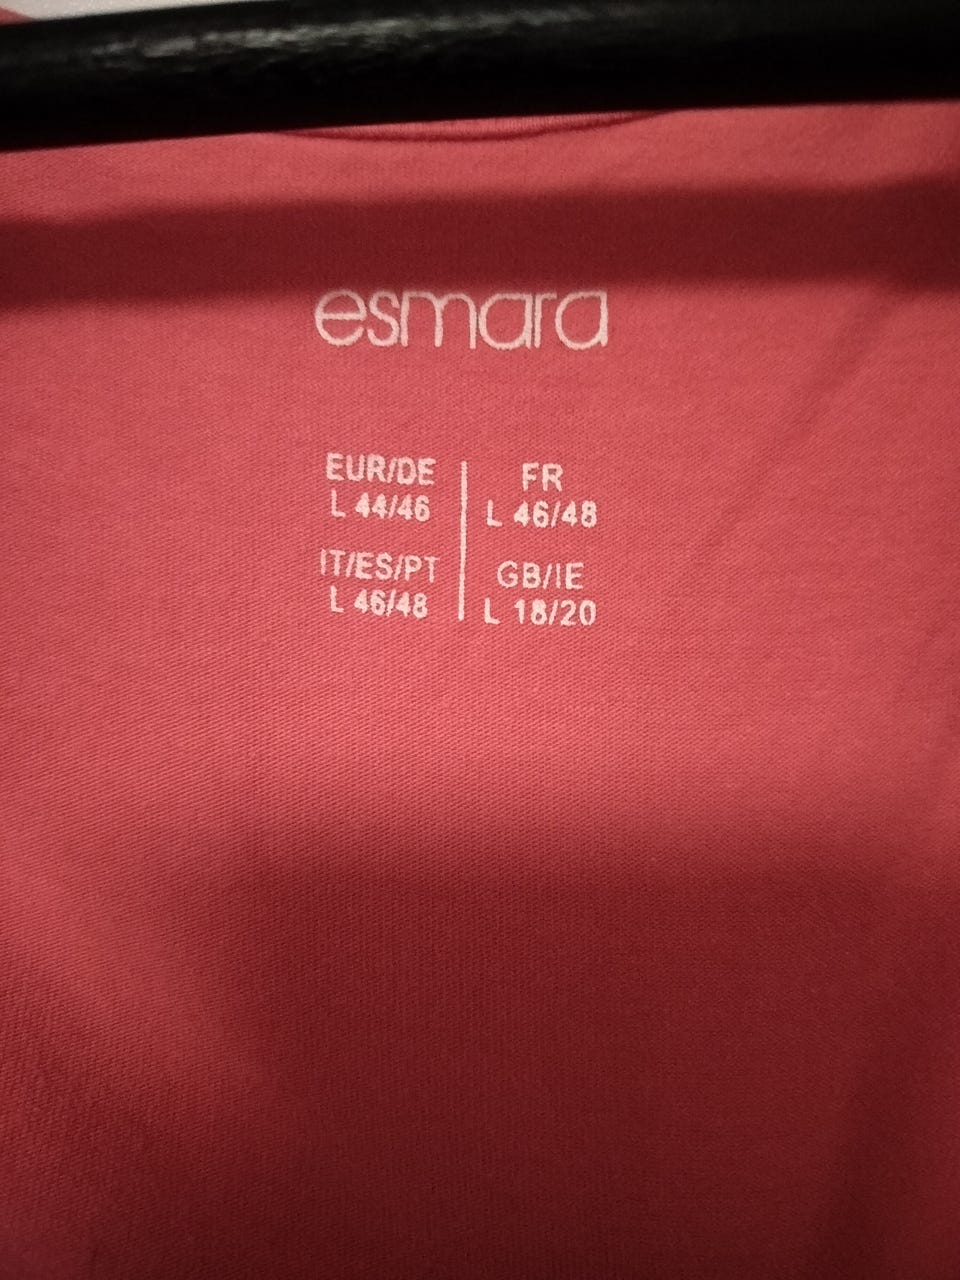 esmara
EUR/DE
L 44/46
IT/ES/PT
L 46/48
FR
L 46/48
GB/IE
L 18/20